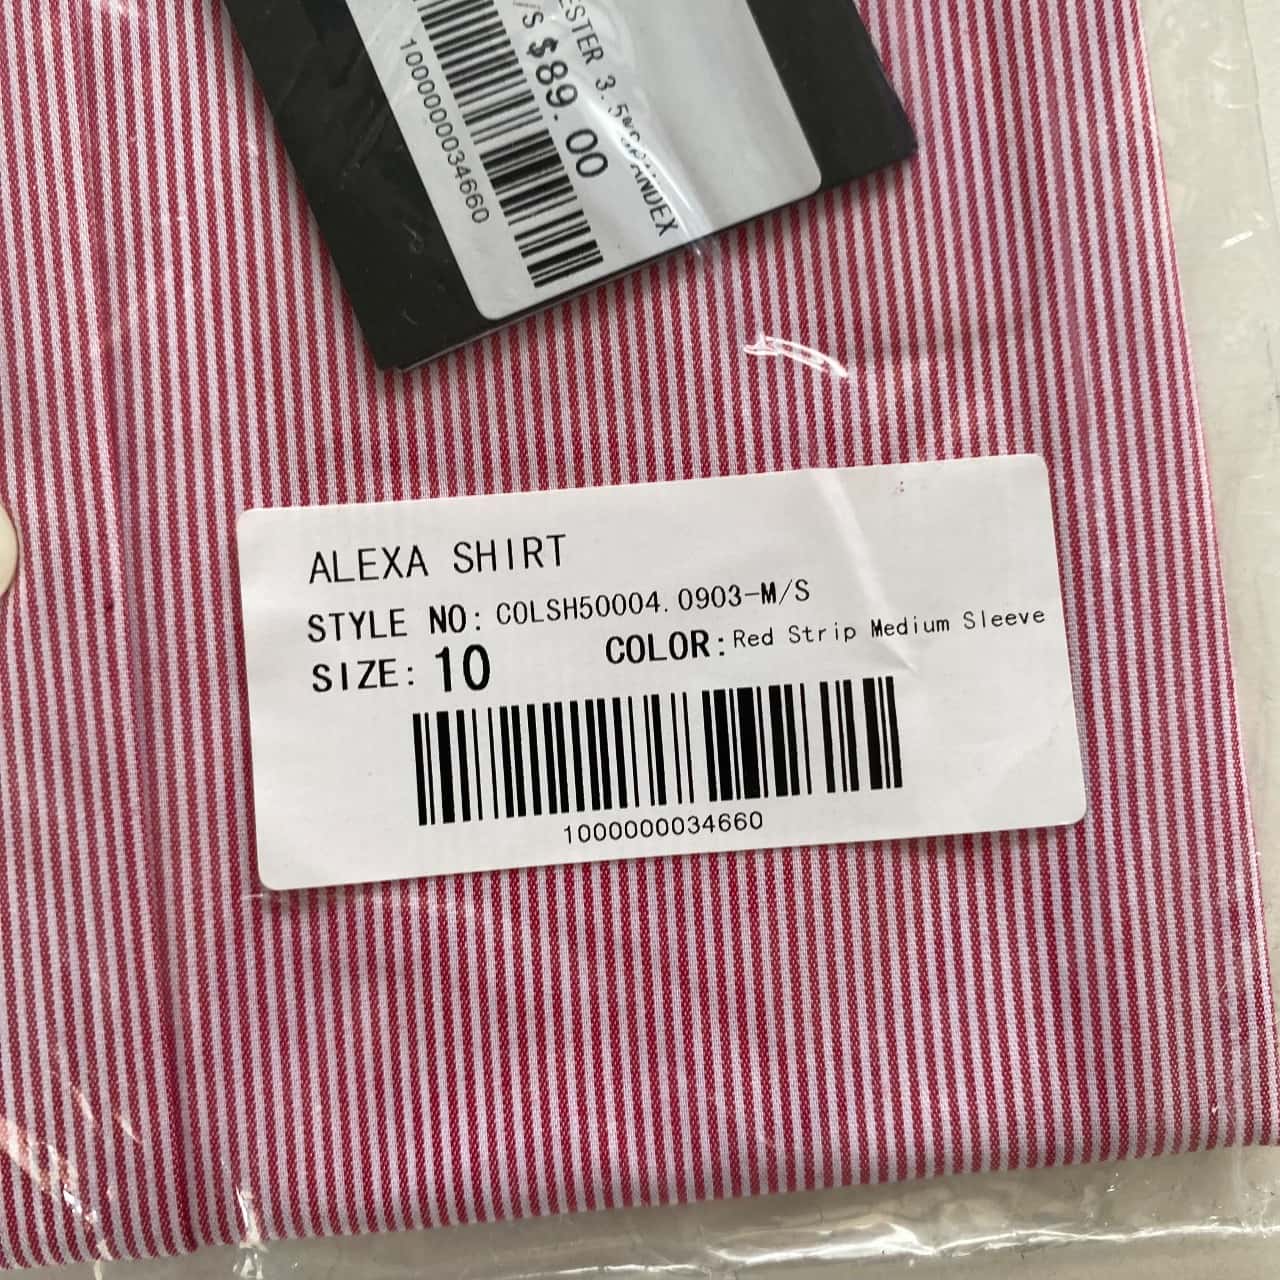 3.5%SPANDEX
$89.00
1000000034660
ALEXA SHIRT
STYLE NO: COLSH50004.0903-M/S
SIZE: 10 COLOR: Red Strip Medium Sleeve
1000000034660